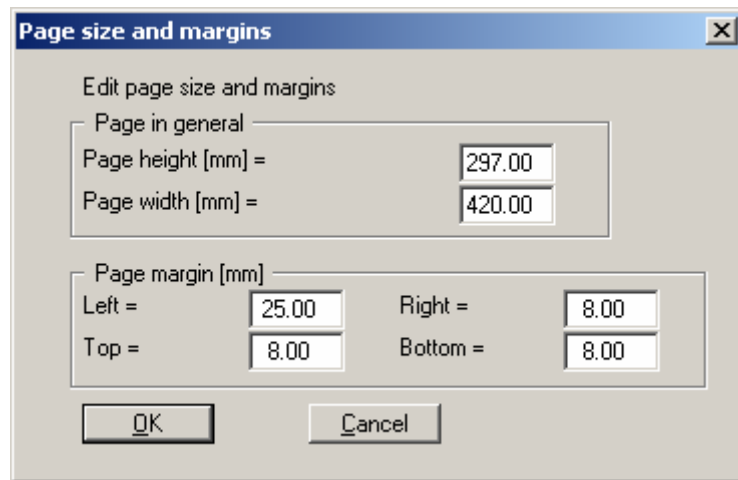 Page size and margins
Edit page size and margins
Page in general
Page height [mm] = 297.00
Page width [mm] = 420.00
Page margin [mm]
Left = 25.00 Right = 8.00
Top = 8.00 Bottom = 8.00
OK Cancel